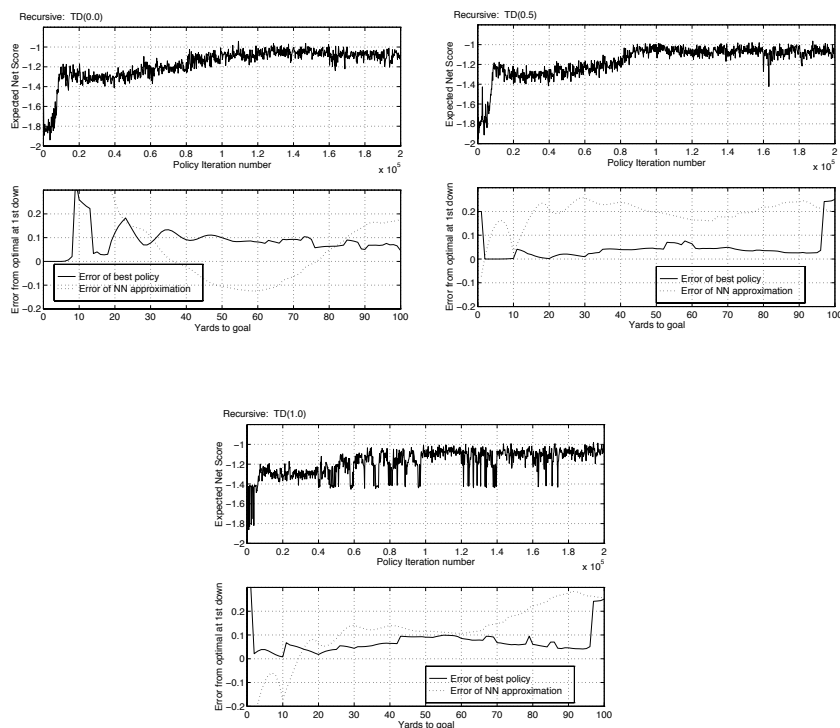 Recursive: TD(0.0)
Expected Net Score
−1
−1.2
−1.4
−1.6
−1.8
−2
0 0.2 0.4 0.6 0.8 1 1.2 1.4 1.6 1.8 2
Policy Iteration number
x 10^5
Error from optimal at 1st down
0.2
0.1
0
−0.1
−0.2
Error of best policy
Error of NN approximation
0 10 20 30 40 50 60 70 80 90 100
Yards to goal
Recursive: TD(0.5)
Expected Net Score
−1
−1.2
−1.4
−1.6
−1.8
−2
0 0.2 0.4 0.6 0.8 1 1.2 1.4 1.6 1.8 2
Policy Iteration number
x 10^5
Error from optimal at 1st down
0.2
0.1
0
−0.1
−0.2
Error of best policy
Error of NN approximation
0 10 20 30 40 50 60 70 80 90 100
Yards to goal
Recursive: TD(1.0)
Expected Net Score
−1
−1.2
−1.4
−1.6
−1.8
−2
0 0.2 0.4 0.6 0.8 1 1.2 1.4 1.6 1.8 2
Policy Iteration number
x 10^5
Error from optimal at 1st down
0.2
0.1
0
−0.1
−0.2
Error of best policy
Error of NN approximation
0 10 20 30 40 50 60 70 80 90 100
Yards to goal